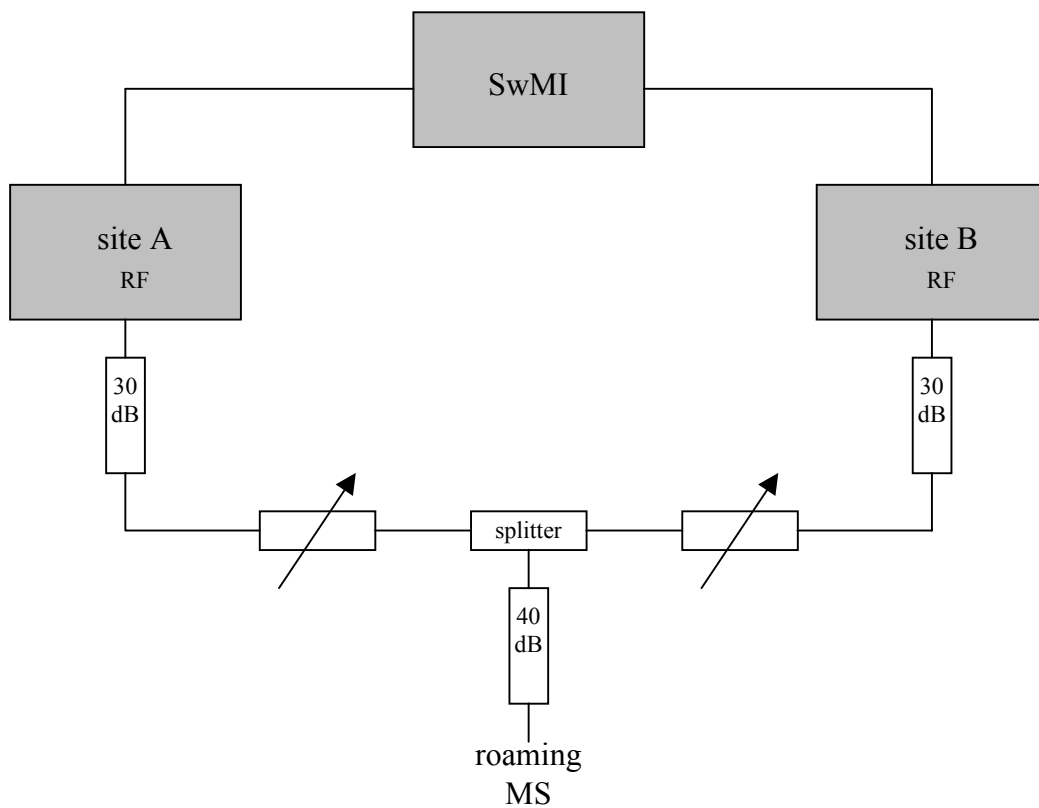 SwMI
site A
RF
site B
RF
30
dB
30
dB
splitter
40
dB
roaming
MS